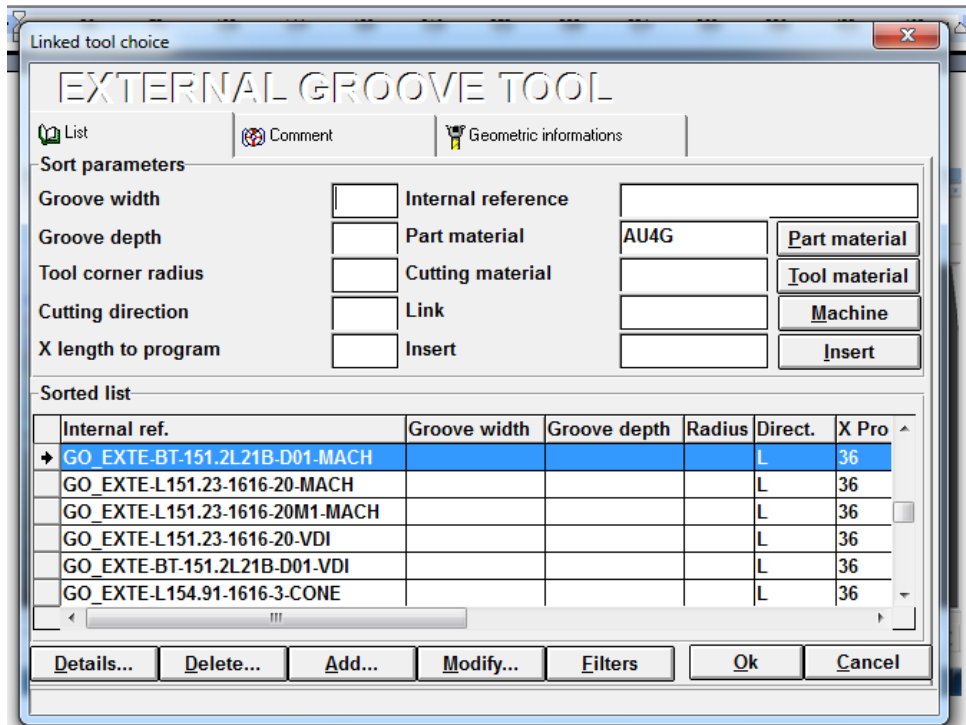 Linked tool choice
EXTERNAL GROOVE TOOL
List Comment Geometric informations
Sort parameters
Groove width Internal reference
Groove depth Part material AU4G Part material
Tool corner radius Cutting material Tool material
Cutting direction Link Machine
X length to program Insert Insert
Sorted list
Internal ref. Groove width Groove depth Radius Direct. X Pro
GO_EXTE-BT-151.2L21B-D01-MACH L 36
GO_EXTE-L151.23-1616-20-MACH L 36
GO_EXTE-L151.23-1616-20M1-MACH L 36
GO_EXTE-L151.23-1616-20-VDI L 36
GO_EXTE-BT-151.2L21B-D01-VDI L 36
GO_EXTE-L154.91-1616-3-CONE L 36
Details... Delete... Add... Modify... Filters Ok Cancel